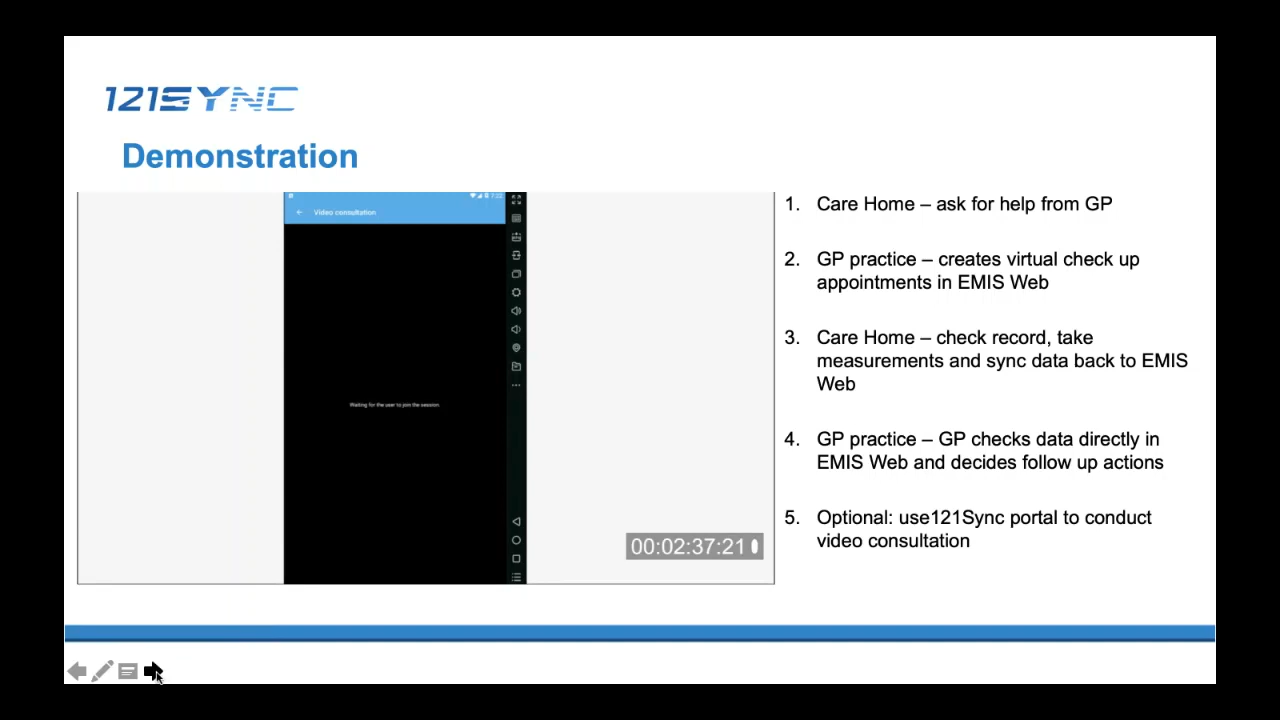 121SYNC
Demonstration
Video consultation
Waiting for the user to join the session.
00:02:37:21
1. Care Home – ask for help from GP
2. GP practice – creates virtual check up
appointments in EMIS Web
3. Care Home – check record, take
measurements and sync data back to EMIS
Web
4. GP practice – GP checks data directly in
EMIS Web and decides follow up actions
5. Optional: use121Sync portal to conduct
video consultation